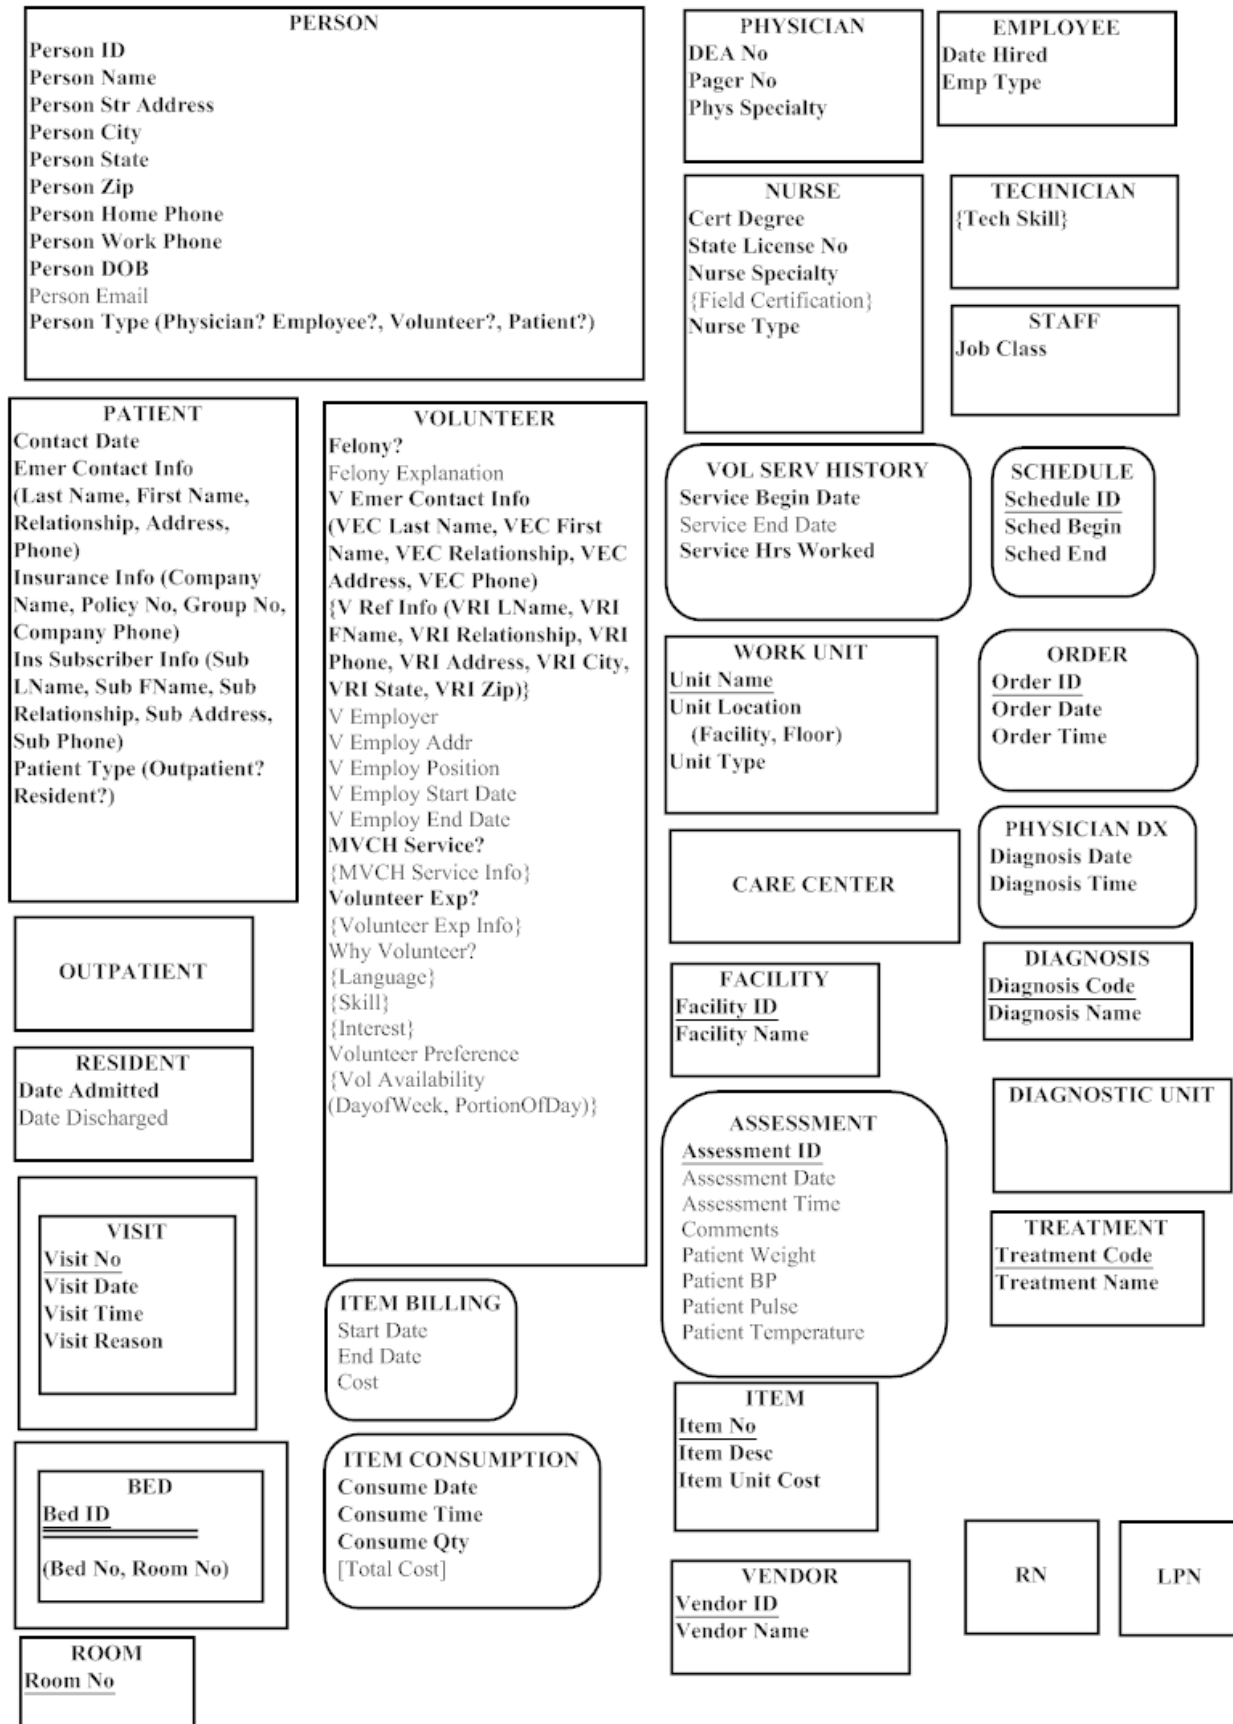 PERSON
Person ID
Person Name
Person Str Address
Person City
Person State
Person Zip
Person Home Phone
Person Work Phone
Person DOB
Person Email
Person Type (Physician? Employee?, Volunteer?, Patient?)
PHYSICIAN
DEA No
Pager No
Phys Specialty
EMPLOYEE
Date Hired
Emp Type
NURSE
Cert Degree
State License No
Nurse Specialty
{Field Certification}
Nurse Type
TECHNICIAN
{Tech Skill}
STAFF
Job Class
PATIENT
Contact Date
Emer Contact Info
(Last Name, First Name,
Relationship, Address,
Phone)
Insurance Info (Company
Name, Policy No, Group No,
Company Phone)
Ins Subscriber Info (Sub
LName, Sub FName, Sub
Relationship, Sub Address,
Sub Phone)
Patient Type (Outpatient?
Resident?)
VOLUNTEER
Felony?
Felony Explanation
V Emer Contact Info
(VEC Last Name, VEC First
Name, VEC Relationship, VEC
Address, VEC Phone)
{V Ref Info (VRI LName, VRI
FName, VRI Relationship, VRI
Phone, VRI Address, VRI City,
VRI State, VRI Zip)}
V Employer
V Employ Addr
V Employ Position
V Employ Start Date
V Employ End Date
MVCH Service?
{MVCH Service Info}
Volunteer Exp?
{Volunteer Exp Info}
Why Volunteer?
{Language}
{Skill}
{Interest}
Volunteer Preference
{Vol Availability
(DayofWeek, PortionOfDay)}
VOL SERV HISTORY
Service Begin Date
Service End Date
Service Hrs Worked
SCHEDULE
Schedule ID
Sched Begin
Sched End
WORK UNIT
Unit Name
Unit Location
(Facility, Floor)
Unit Type
ORDER
Order ID
Order Date
Order Time
CARE CENTER
PHYSICIAN DX
Diagnosis Date
Diagnosis Time
OUTPATIENT
FACILITY
Facility ID
Facility Name
DIAGNOSIS
Diagnosis Code
Diagnosis Name
RESIDENT
Date Admitted
Date Discharged
ASSESSMENT
Assessment ID
Assessment Date
Assessment Time
Comments
Patient Weight
Patient BP
Patient Pulse
Patient Temperature
DIAGNOSTIC UNIT
VISIT
Visit No
Visit Date
Visit Time
Visit Reason
TREATMENT
Treatment Code
Treatment Name
ITEM BILLING
Start Date
End Date
Cost
ITEM
Item No
Item Desc
Item Unit Cost
BED
Bed ID
(Bed No, Room No)
ITEM CONSUMPTION
Consume Date
Consume Time
Consume Qty
[Total Cost]
VENDOR
Vendor ID
Vendor Name
RN
LPN
ROOM
Room No